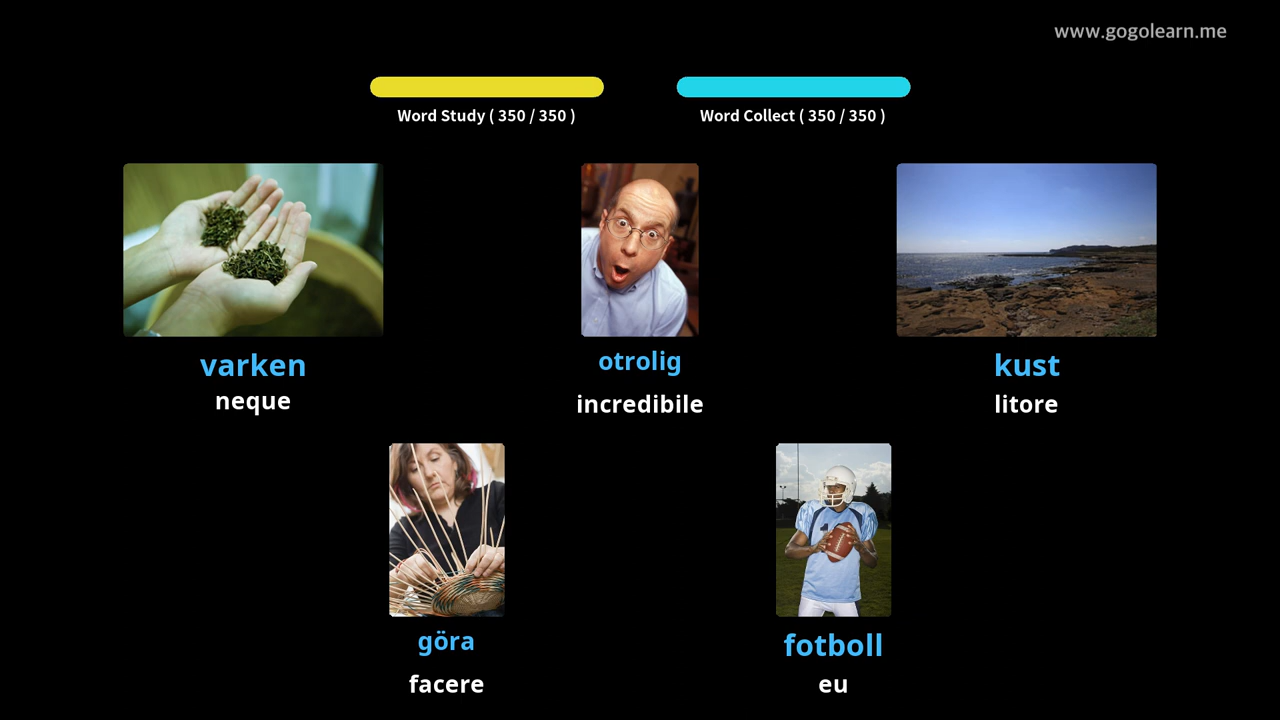 www.gogolearn.me
Word Study ( 350 / 350 )
Word Collect ( 350 / 350 )
varken
neque
otrolig
incredibile
kust
litore
göra
facere
fotboll
eu